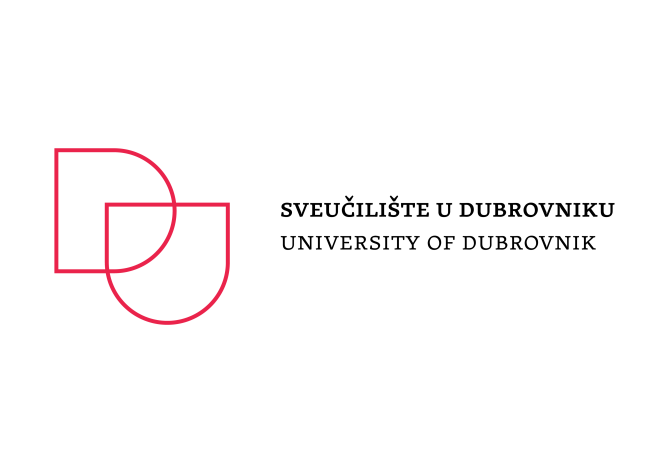 SVEUČILIŠTE U DUBROVNIKU
UNIVERSITY OF DUBROVNIK